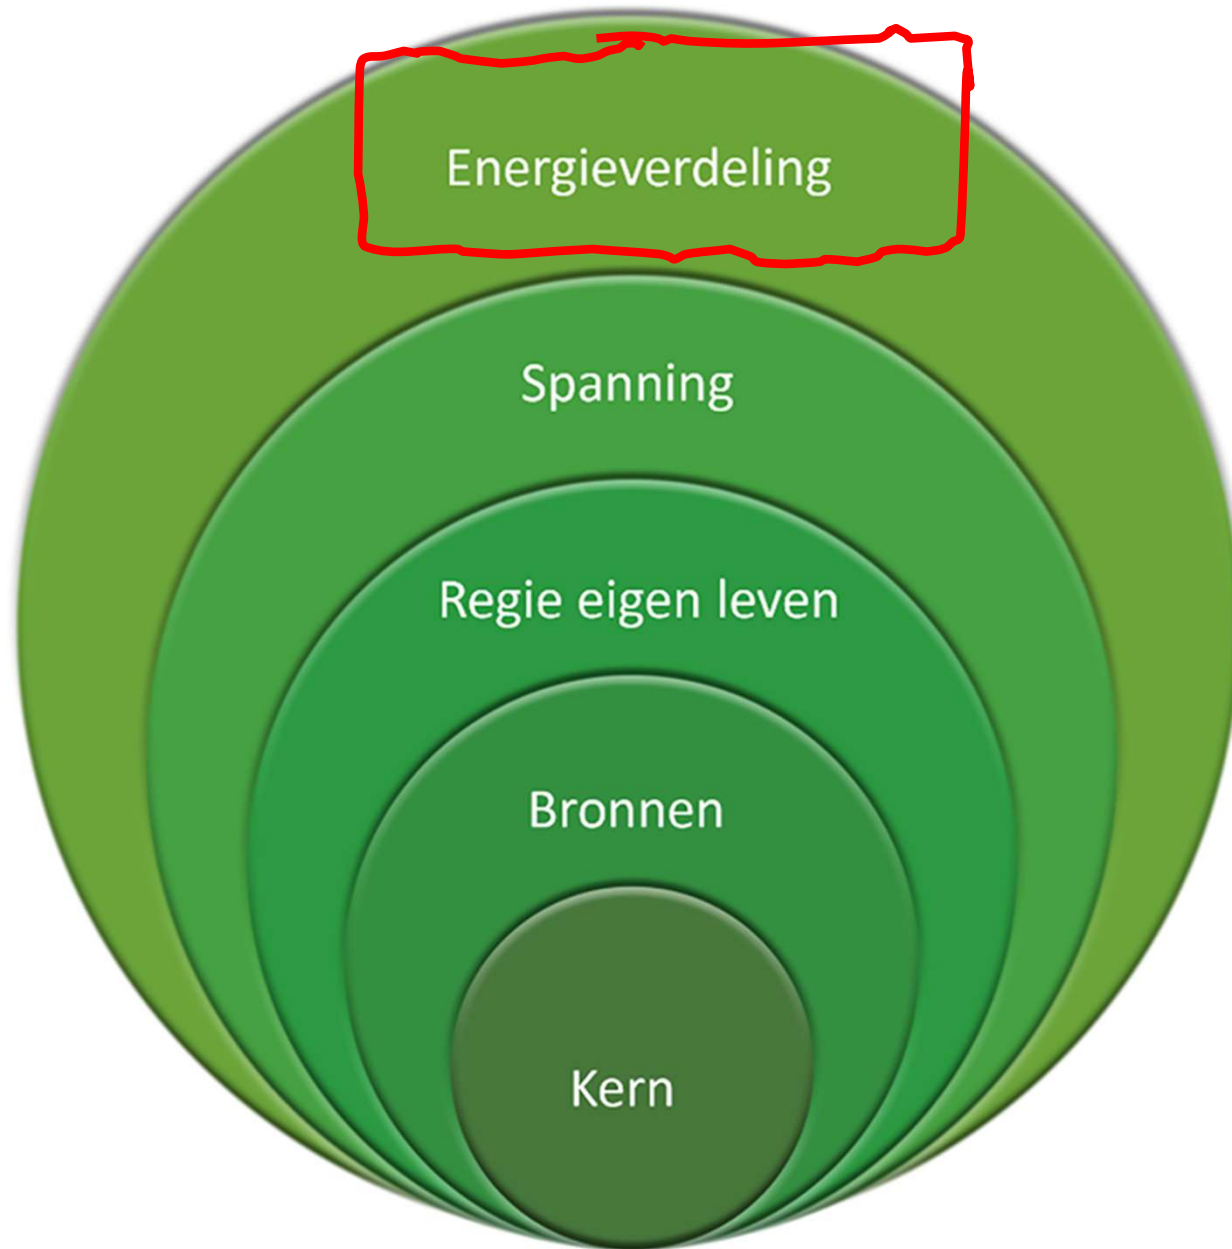 Energieverdeling
Spanning
Regie eigen leven
Bronnen
Kern